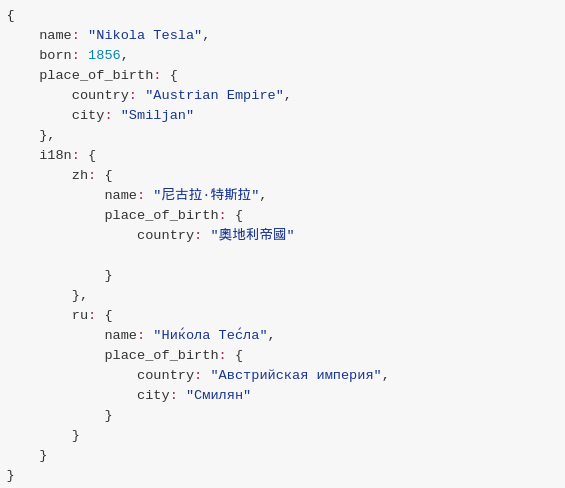 {
    name: "Nikola Tesla",
    born: 1856,
    place_of_birth: {
        country: "Austrian Empire",
        city: "Smiljan"
    },
    i18n: {
        zh: {
            name: "尼古拉·特斯拉",
            place_of_birth: {
                country: "奧地利帝國"

            }
        },
        ru: {
            name: "Ни́кола Те́сла",
            place_of_birth: {
                country: "Австрийская империя",
                city: "Смилян"
            }
        }
    }
}